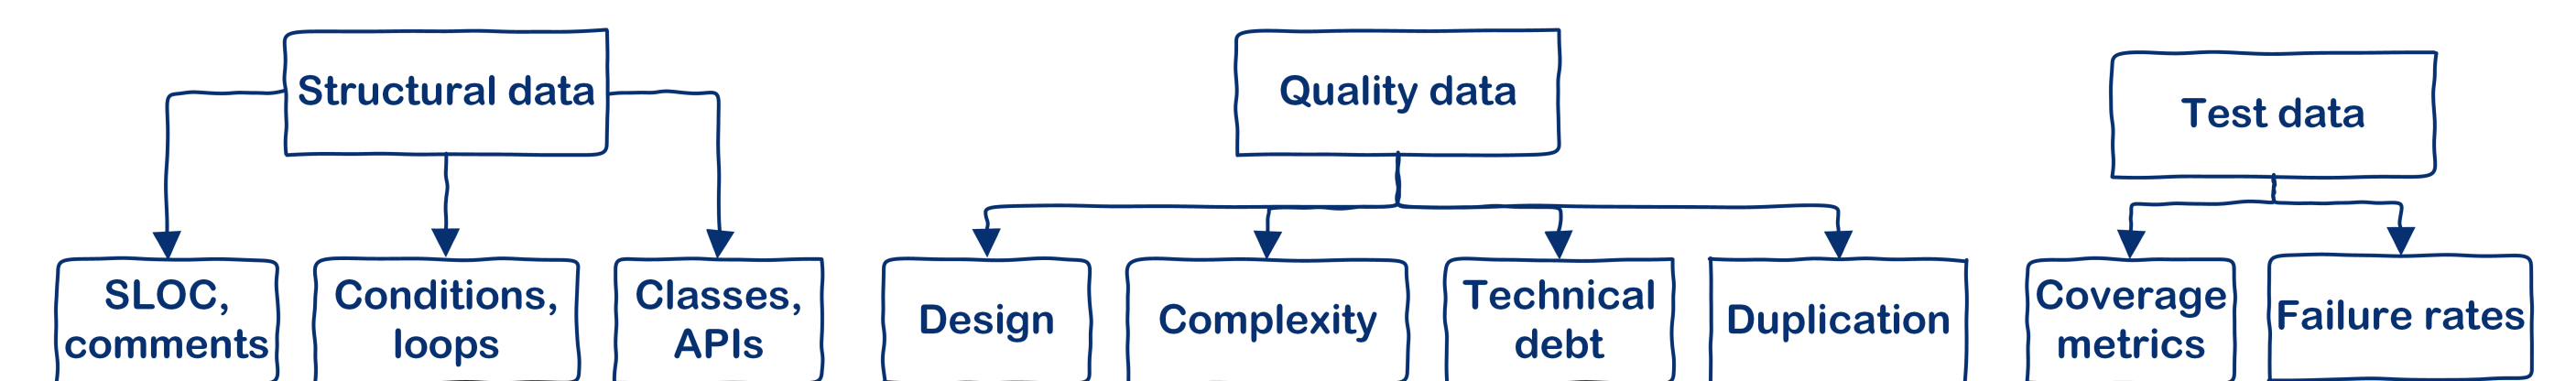 Structural data
Quality data
Test data
SLOC,
comments
Conditions,
loops
Classes,
APIs
Design
Complexity
Technical
debt
Duplication
Coverage
metrics
Failure rates